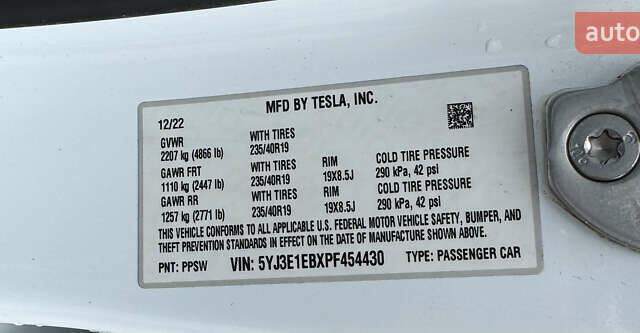 auto
MFD BY TESLA, INC.
12/22
GVWR WITH TIRES
2207 kg (4866 lb) 235/40R19
GAWR FRT WITH TIRES RIM COLD TIRE PRESSURE
1110 kg (2447 lb) 235/40R19 19X8.5J 290 kPa, 42 psi
GAWR RR WITH TIRES RIM COLD TIRE PRESSURE
1257 kg (2771 lb) 235/40R19 19X8.5J 290 kPa, 42 psi
THIS VEHICLE CONFORMS TO ALL APPLICABLE U.S. FEDERAL MOTOR VEHICLE SAFETY, BUMPER, AND
THEFT PREVENTION STANDARDS IN EFFECT ON THE DATE OF MANUFACTURE SHOWN ABOVE.
PNT: PPSW VIN: 5YJ3E1EBXPF454430 TYPE: PASSENGER CAR